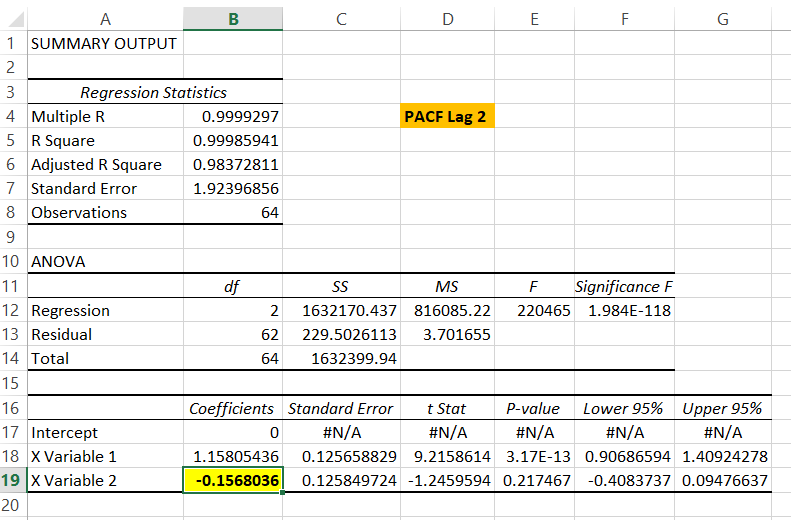 A B C D E F G
1 SUMMARY OUTPUT
2
3 Regression Statistics
4 Multiple R 0.9999297 PACF Lag 2
5 R Square 0.99985941
6 Adjusted R Square 0.98372811
7 Standard Error 1.92396856
8 Observations 64
9
10 ANOVA
11 df SS MS F Significance F
12 Regression 2 1632170.437 816085.22 220465 1.984E-118
13 Residual 62 229.5026113 3.701655
14 Total 64 1632399.94
15
16 Coefficients Standard Error t Stat P-value Lower 95% Upper 95%
17 Intercept 0 #N/A #N/A #N/A #N/A #N/A
18 X Variable 1 1.15805436 0.125658829 9.2158614 3.17E-13 0.90686594 1.40924278
19 X Variable 2 -0.1568036 0.125849724 -1.2459594 0.217467 -0.4083737 0.09476637
20